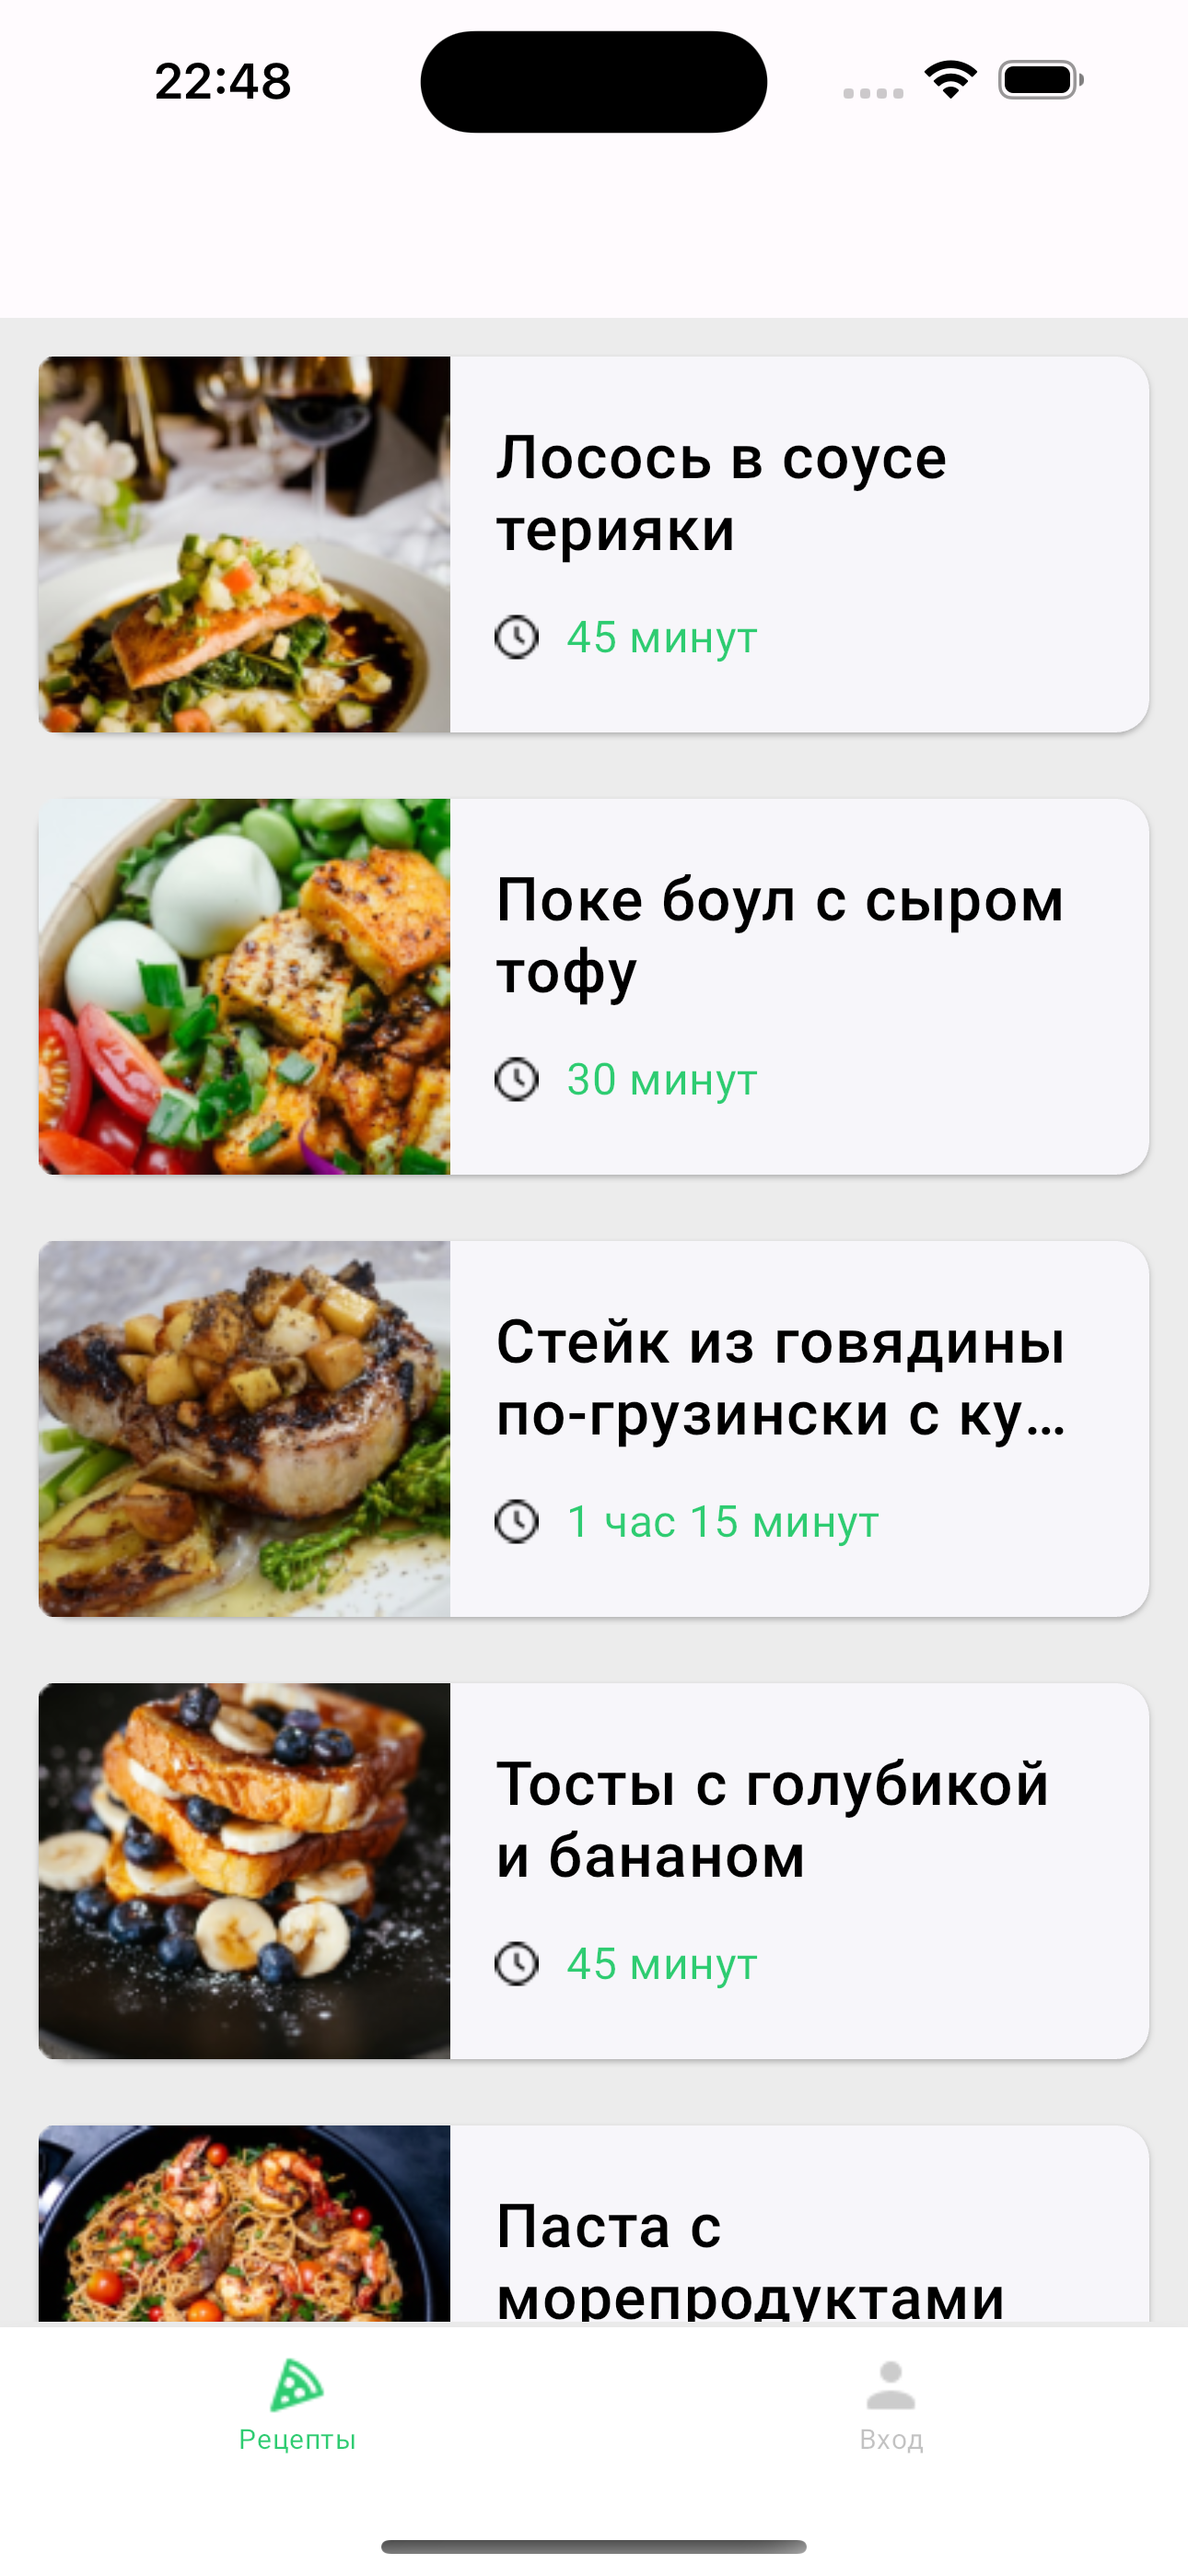 22:48
Лосось в соусе
терияки
45 минут
Поке боул с сыром
тофу
30 минут
Стейк из говядины
по-грузински с ку...
1 час 15 минут
Тосты с голубикой
и бананом
45 минут
Паста с
морепродуктами
Рецепты
Вход